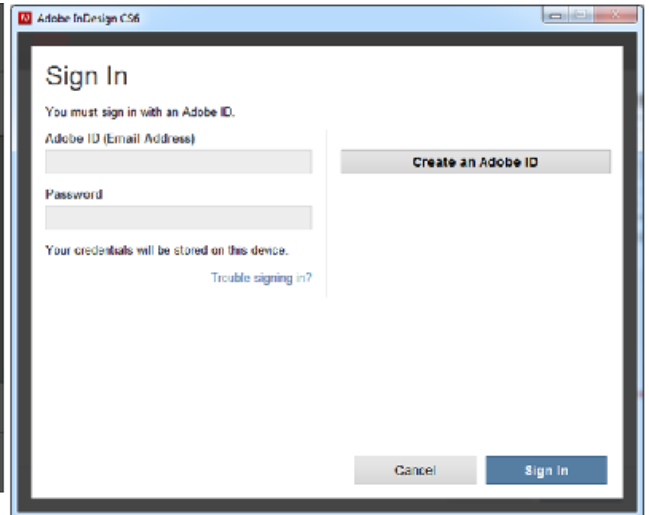 Adobe InDesign CS6
Sign In
You must sign in with an Adobe ID.
Adobe ID (Email Address)
Create an Adobe ID
Password
Your credentials will be stored on this device.
Trouble signing in?
Cancel
Sign In